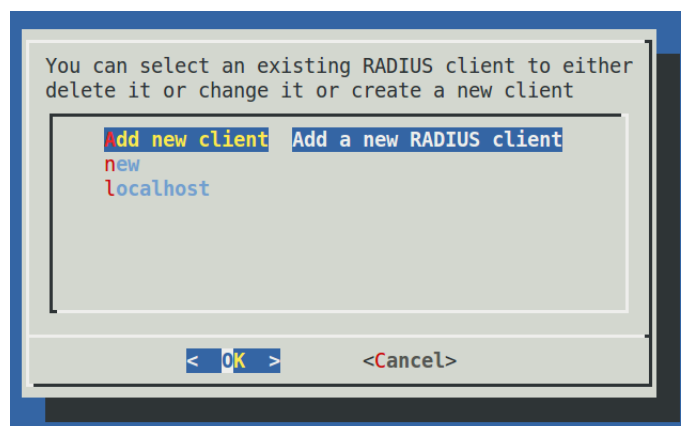 You can select an existing RADIUS client to either
delete it or change it or create a new client
Add new client  Add a new RADIUS client
new
localhost
<  OK  >  <Cancel>